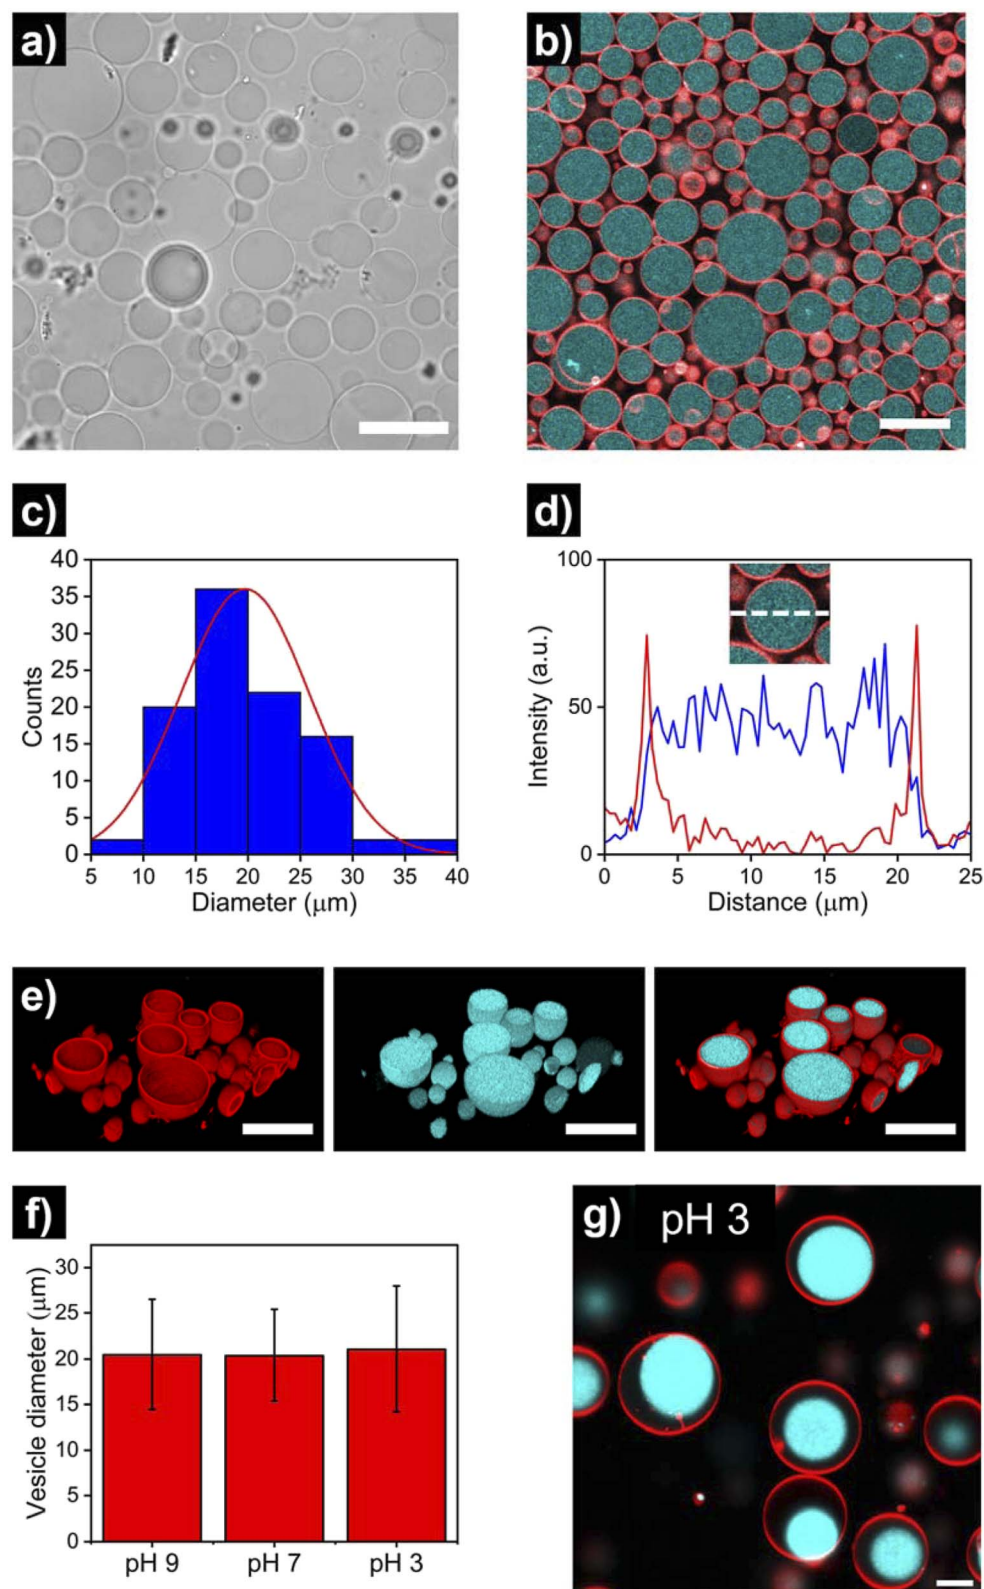 a)
b)
c)
40
35
30
25
20
15
10
5
0
Counts
5 10 15 20 25 30 35 40
Diameter (μm)
d)
100
50
0
Intensity (a.u.)
0 5 10 15 20 25
Distance (μm)
e)
f)
30
25
20
15
10
5
0
Vesicle diameter (μm)
pH 9 pH 7 pH 3
g) pH 3